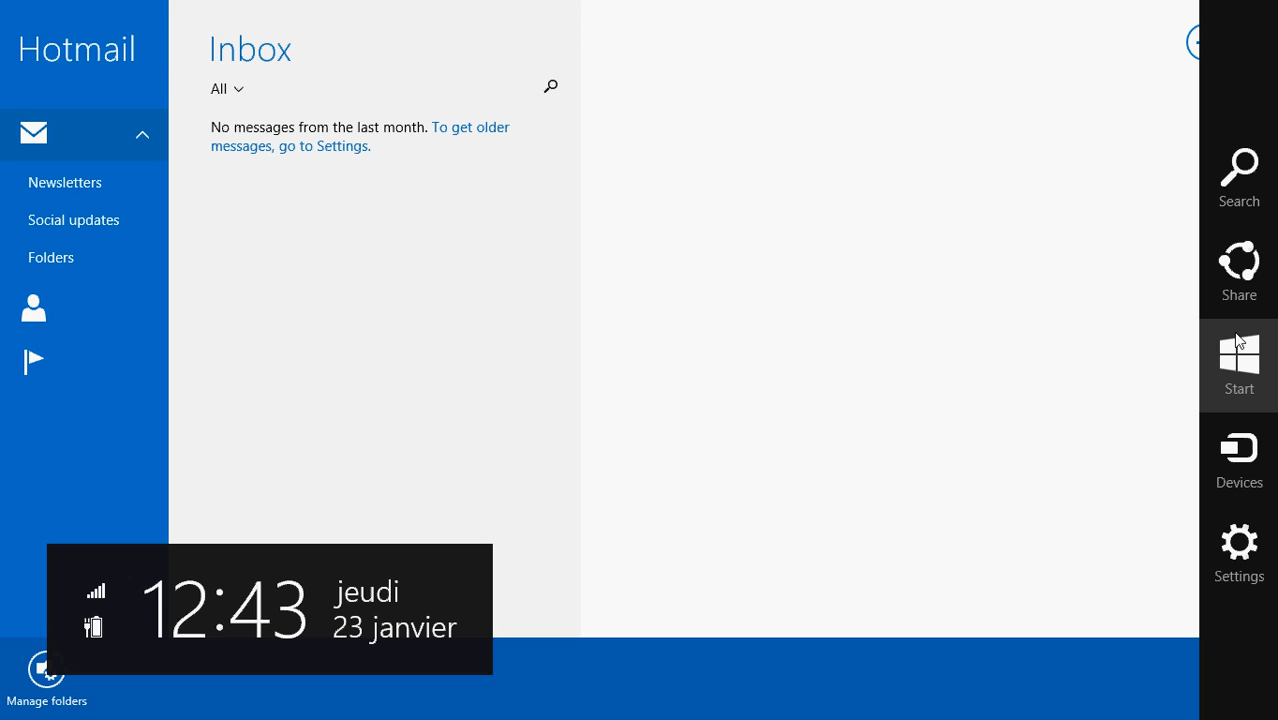 Hotmail
Newsletters
Social updates
Folders
Inbox
All
No messages from the last month. To get older
messages, go to Settings.
12:43
jeudi
23 janvier
Manage folders
Search
Share
Start
Devices
Settings